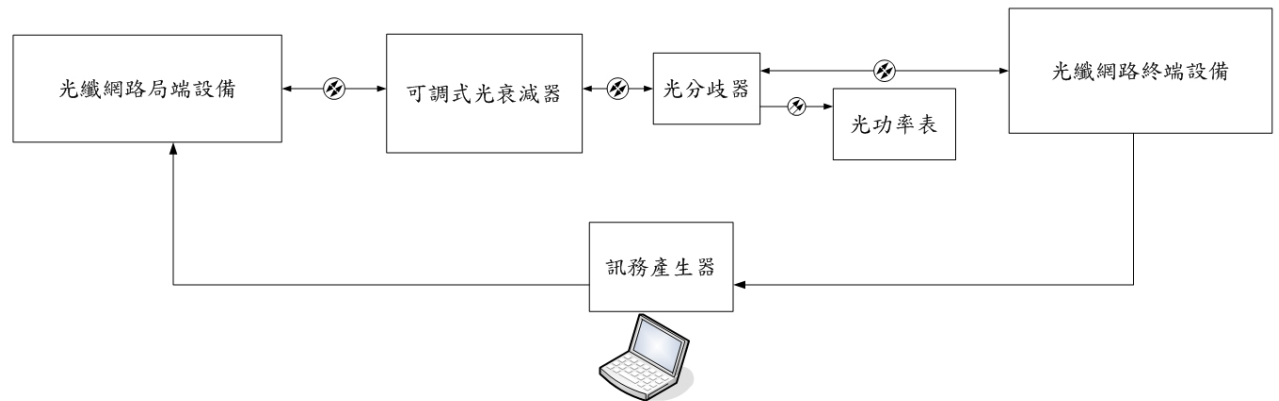 光纖網路局端設備
可調式光衰減器
光分歧器
光功率表
光纖網路終端設備
訊務產生器